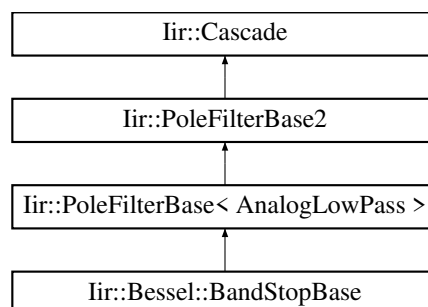 Iir::Cascade
Iir::PoleFilterBase2
Iir::PoleFilterBase< AnalogLowPass >
Iir::Bessel::BandStopBase